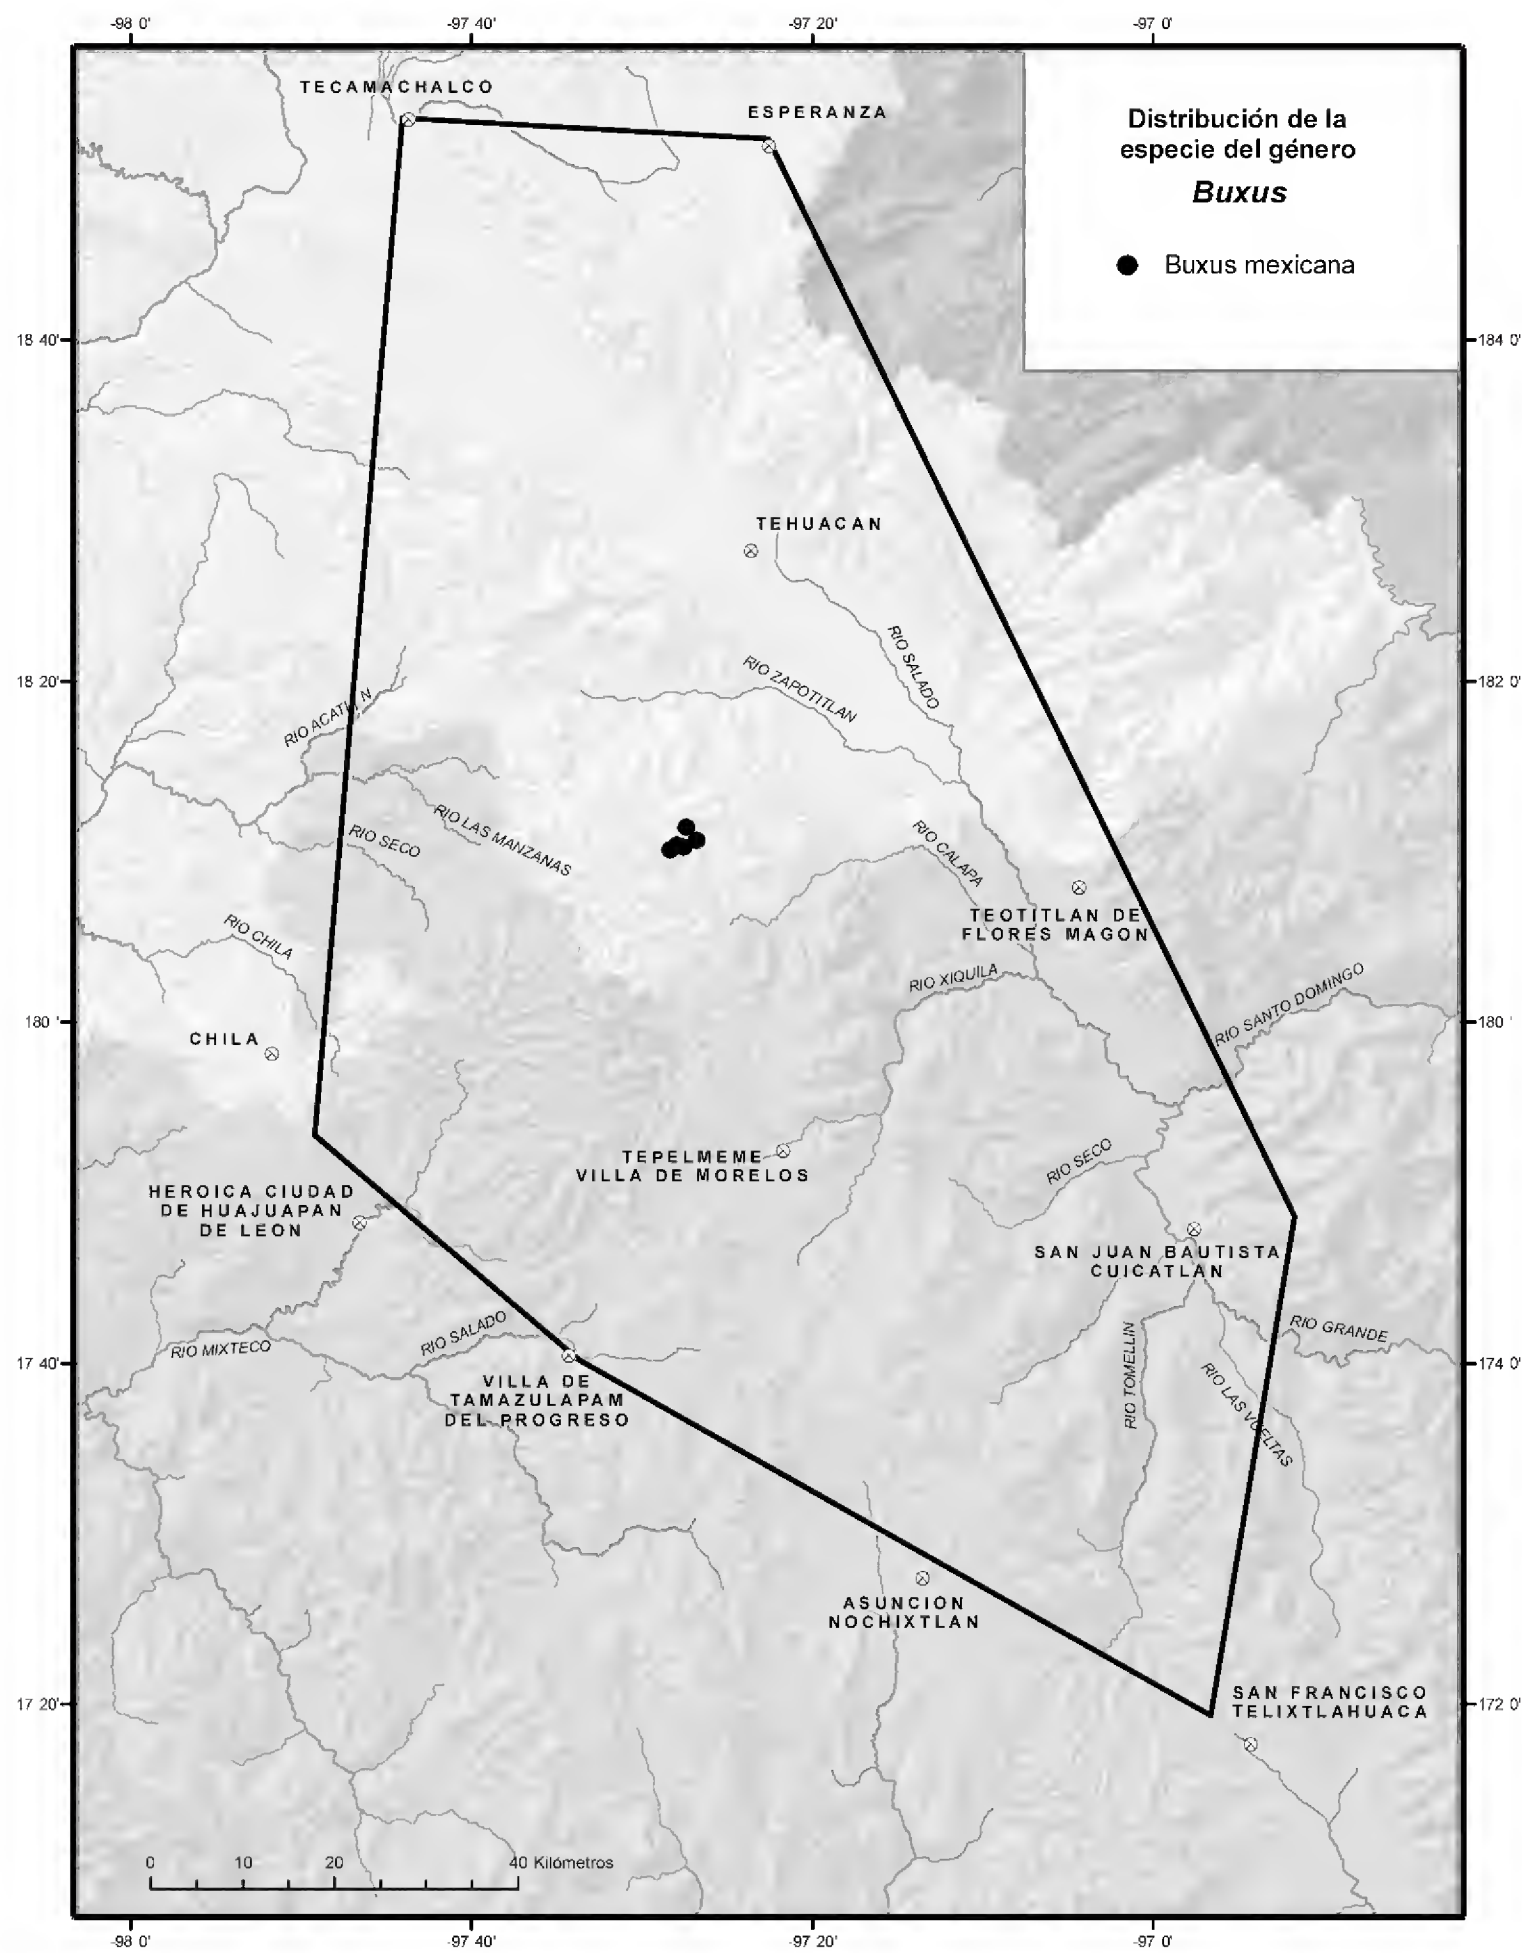 -98 0'
-97 40'
-97 20'
-97 0'
TECAMACHALCO
ESPERANZA
Distribución de la
especie del género
Buxus
Buxus mexicana
18 40'
184 0'
TEHUACAN
RIO SALADO
RIO ZAPOTITLAN
18 20'
182 0'
RIO LAS MANZANAS
RIO SECO
RIO CALAPA
TEOTITLAN DE
FLORES MAGON
RIO CHILA
RIO XIQUILA
RIO SANTO DOMINGO
180 '
180 '
CHILA
TEPELMEME
VILLA DE MORELOS
RIO SECO
HEROICA CIUDAD
DE HUAJUAPAN
DE LEON
SAN JUAN BAUTISTA
CUICATLAN
RIO SALADO
RIO MIXTECO
RIO GRANDE
17 40'
174 0'
RIO TOMELLIN
RIO LAS VUELTAS
VILLA DE
TAMAZULAPAM
DEL PROGRESO
ASUNCION
NOCHIXTLAN
SAN FRANCISCO
TELIXTLAHUACA
17 20'
172 0'
0 10 20 40 Kilómetros
-98 0'
-97 40'
-97 20'
-97 0'